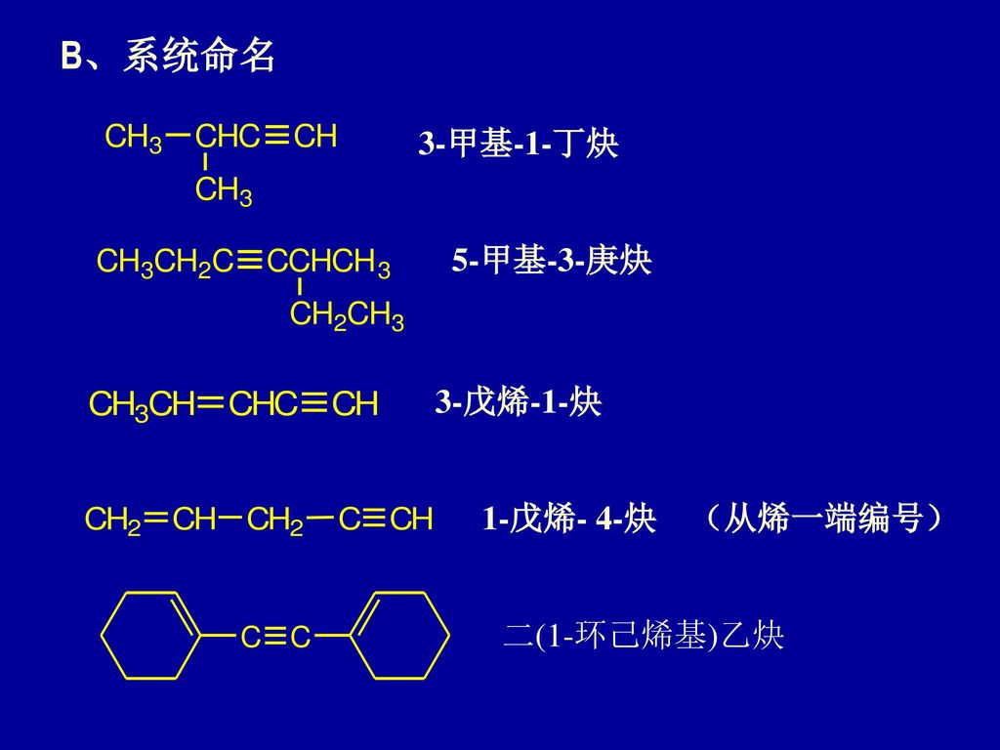 B、系统命名
CH3 — CHC ≡ CH 3-甲基-1-丁炔
CH3
CH3CH2C ≡ CCHCH3 5-甲基-3-庚炔
CH2CH3
CH3CH = CHC ≡ CH 3-戊烯-1-炔
CH2 = CH — CH2 — C ≡ CH 1-戊烯- 4-炔 （从烯一端编号）
C ≡ C 二(1-环己烯基)乙炔